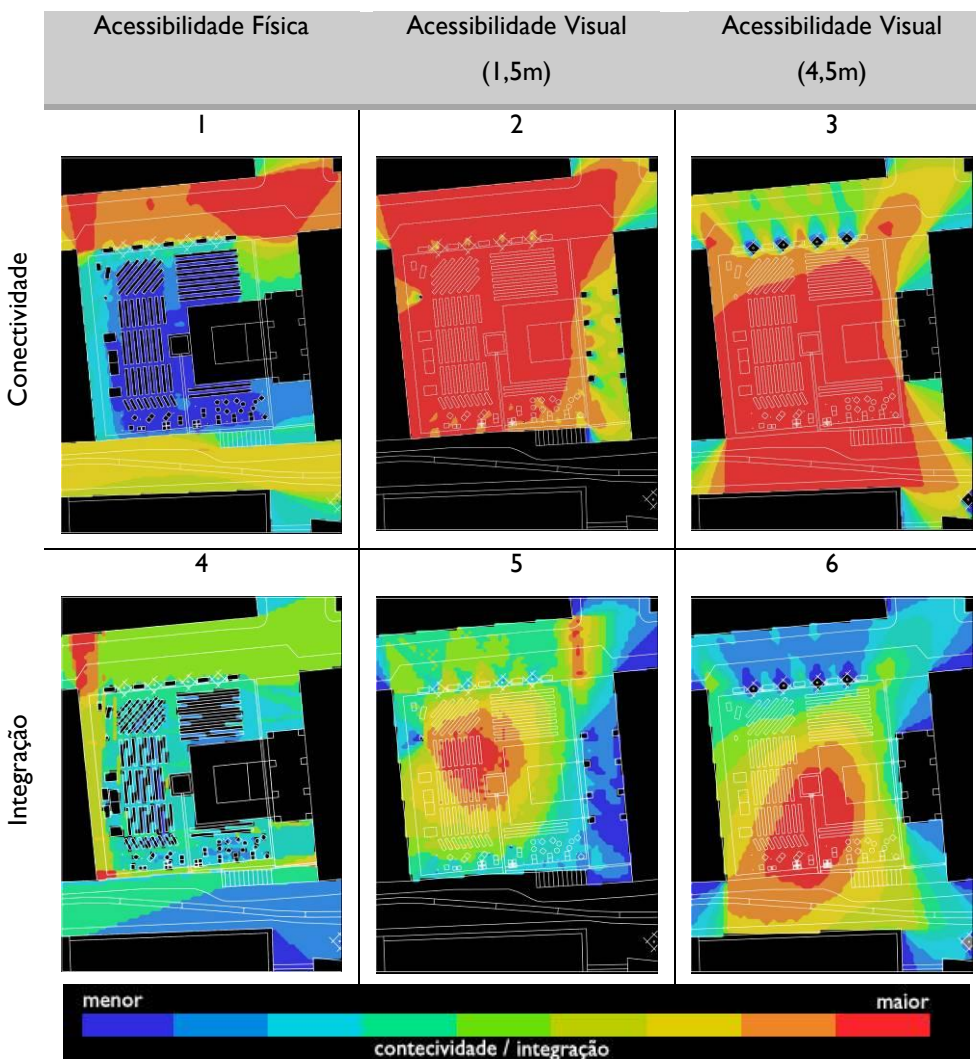 Acessibilidade Física
Acessibilidade Visual
(1,5m)
Acessibilidade Visual
(4,5m)
Conectividade
1
2
3
Integração
4
5
6
menor
maior
contecividade / integração